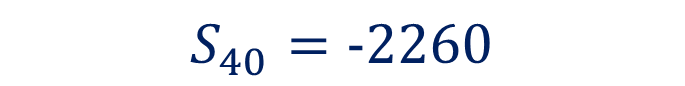 S₄₀ = -2260